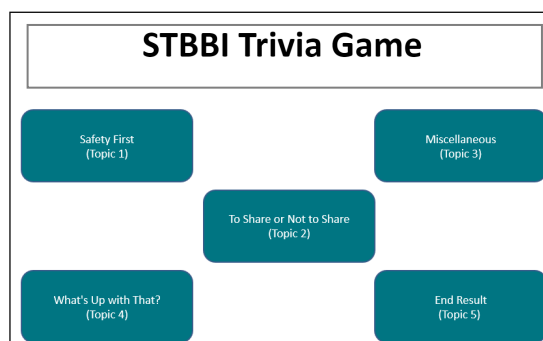 STBBI Trivia Game
Safety First
(Topic 1)
Miscellaneous
(Topic 3)
To Share or Not to Share
(Topic 2)
What's Up with That?
(Topic 4)
End Result
(Topic 5)